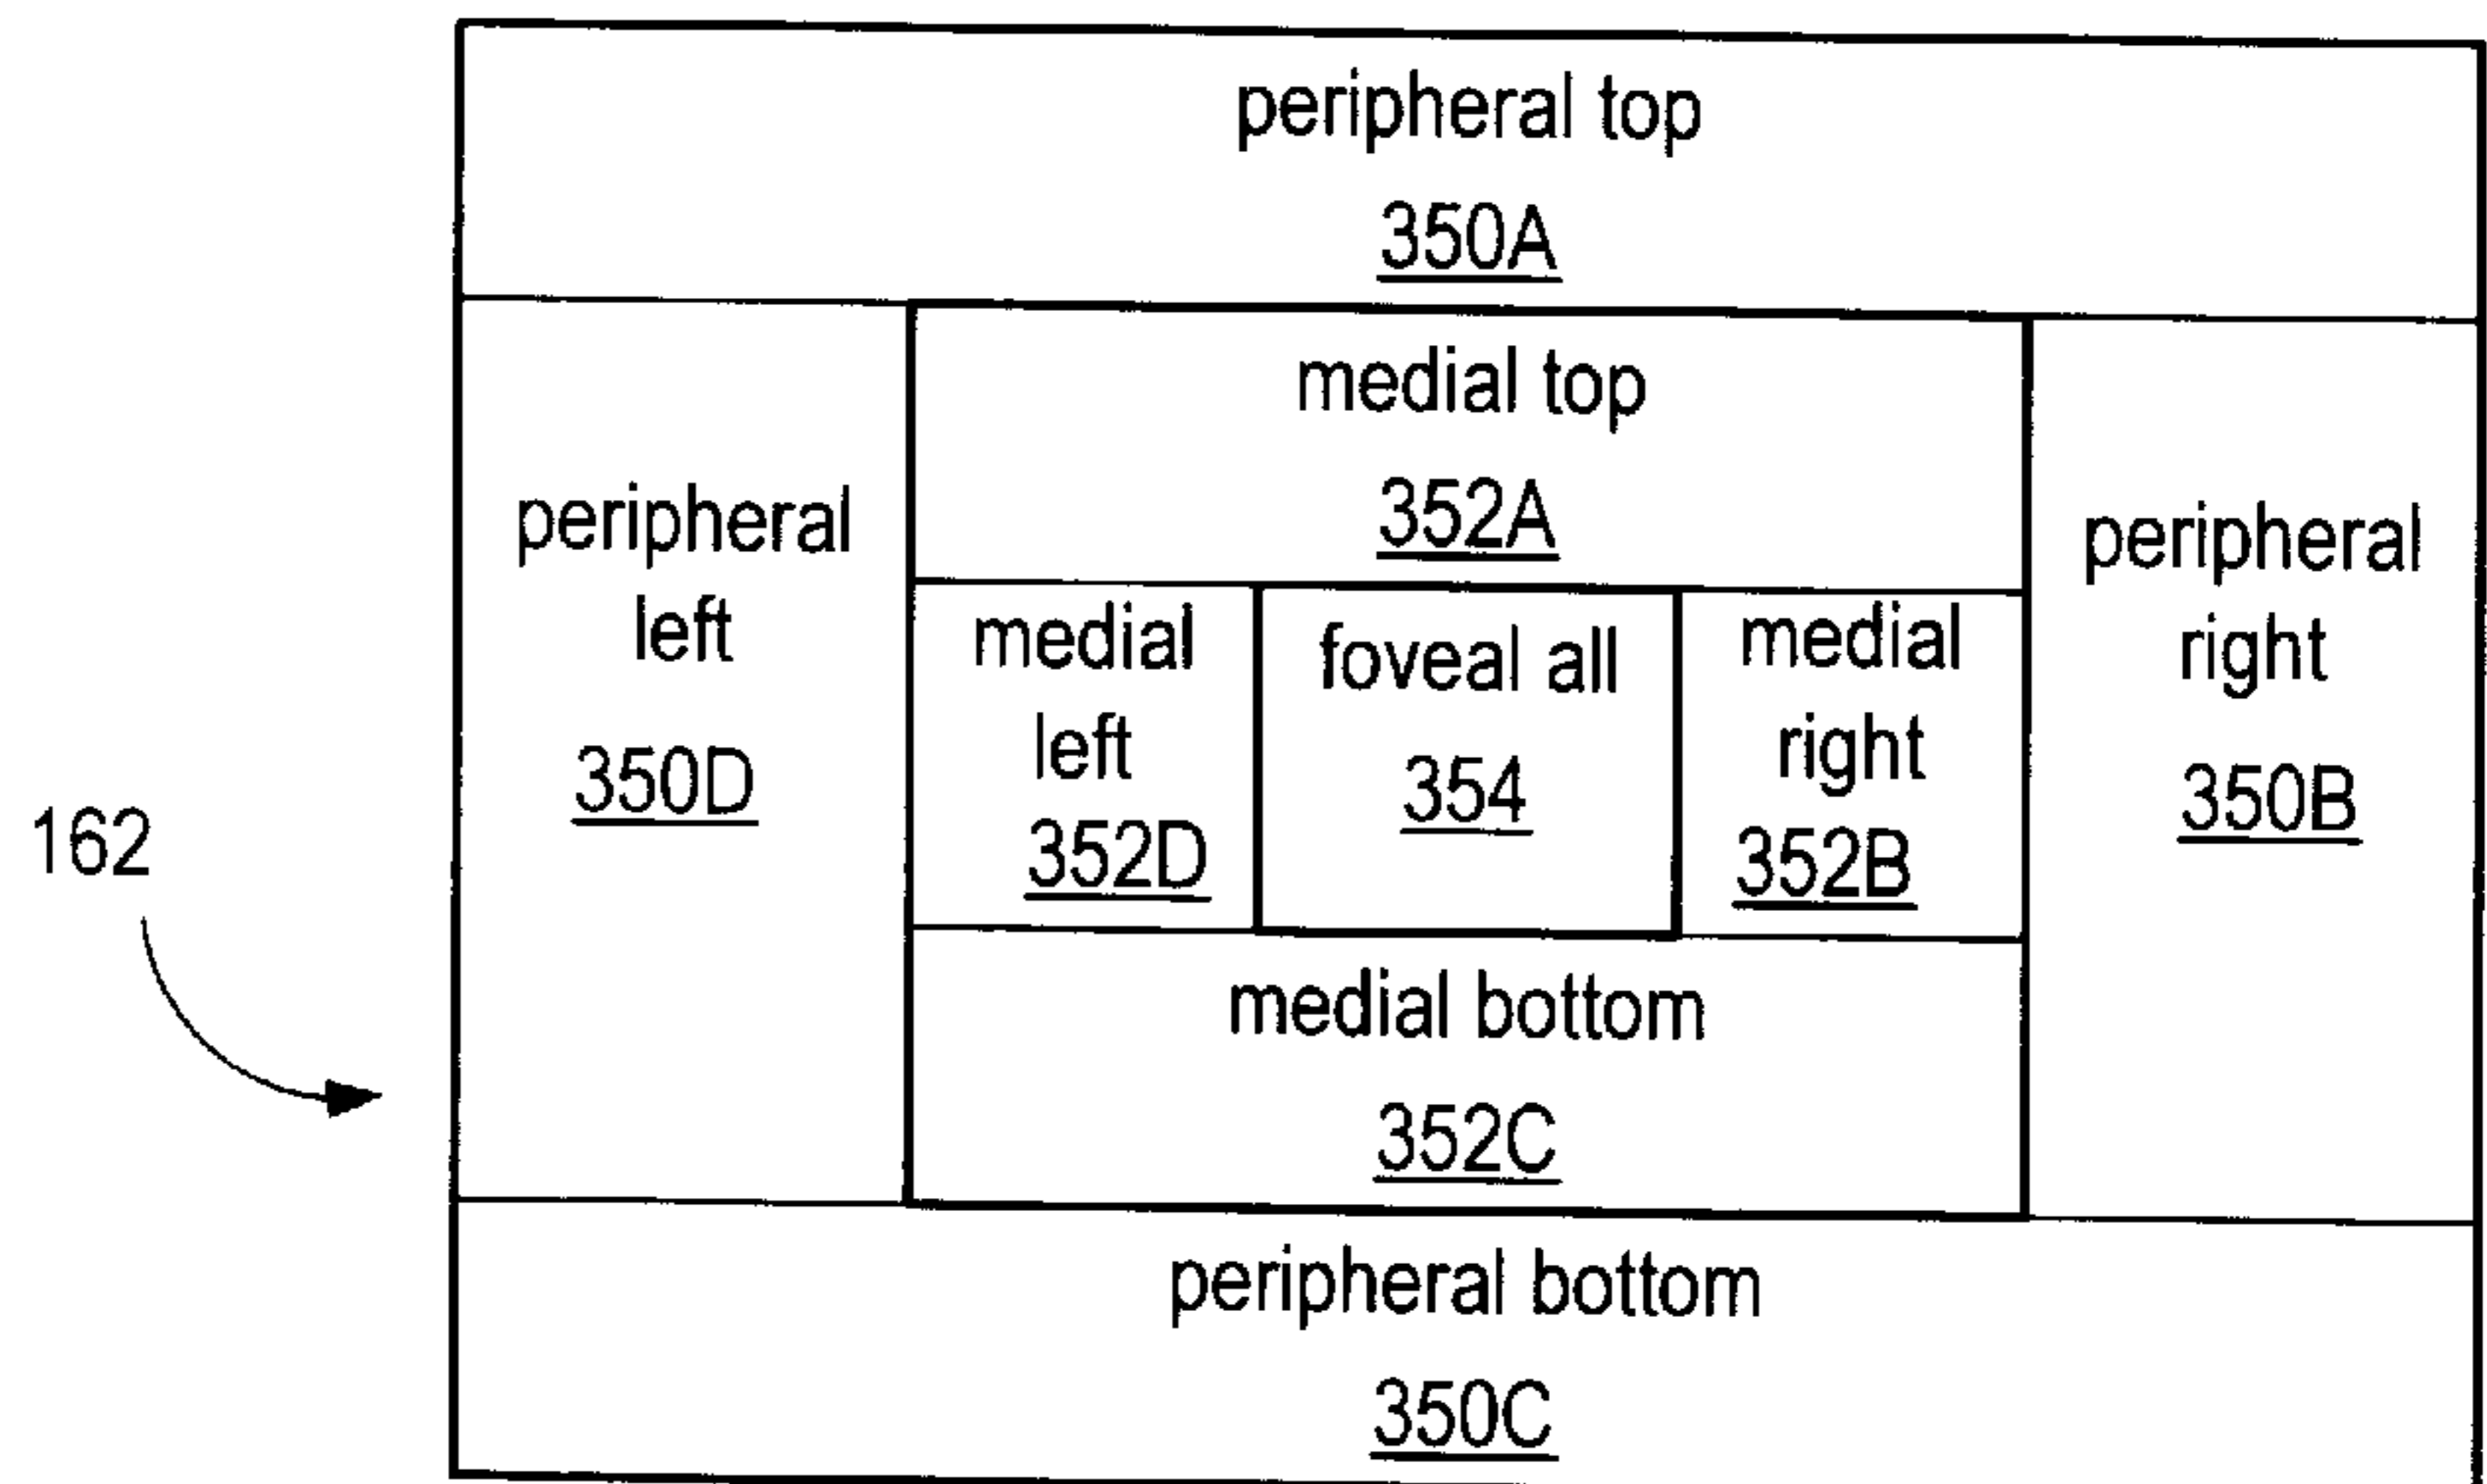 peripheral top
350A
medial top
352A
peripheral
left
350D
medial
left
352D
foveal all
354
medial
right
352B
peripheral
right
350B
162
medial bottom
352C
peripheral bottom
350C